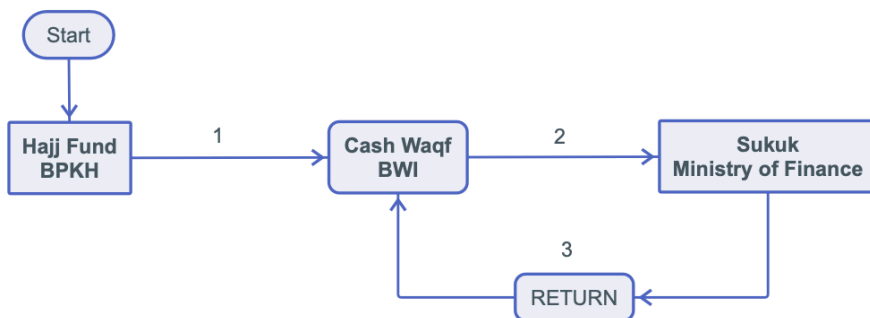 Start
Hajj Fund
BPKH
1
Cash Waqf
BWI
2
Sukuk
Ministry of Finance
3
RETURN